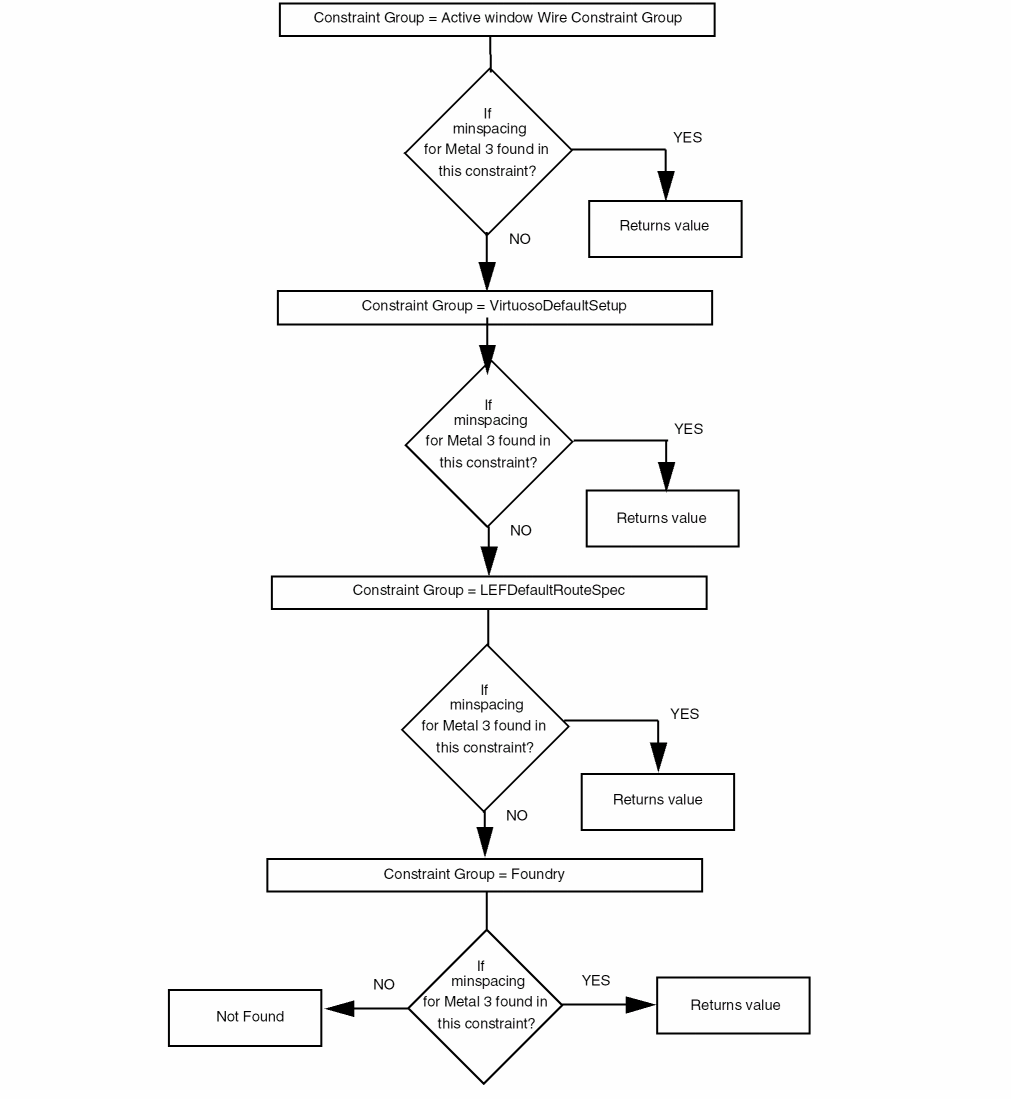 Constraint Group = Active window Wire Constraint Group
If
minspacing
for Metal 3 found in
this constraint?
YES
Returns value
NO
Constraint Group = VirtuosoDefaultSetup
If
minspacing
for Metal 3 found in
this constraint?
YES
Returns value
NO
Constraint Group = LEFDefaultRouteSpec
If
minspacing
for Metal 3 found in
this constraint?
YES
Returns value
NO
Constraint Group = Foundry
If
minspacing
for Metal 3 found in
this constraint?
NO
YES
Not Found
Returns value